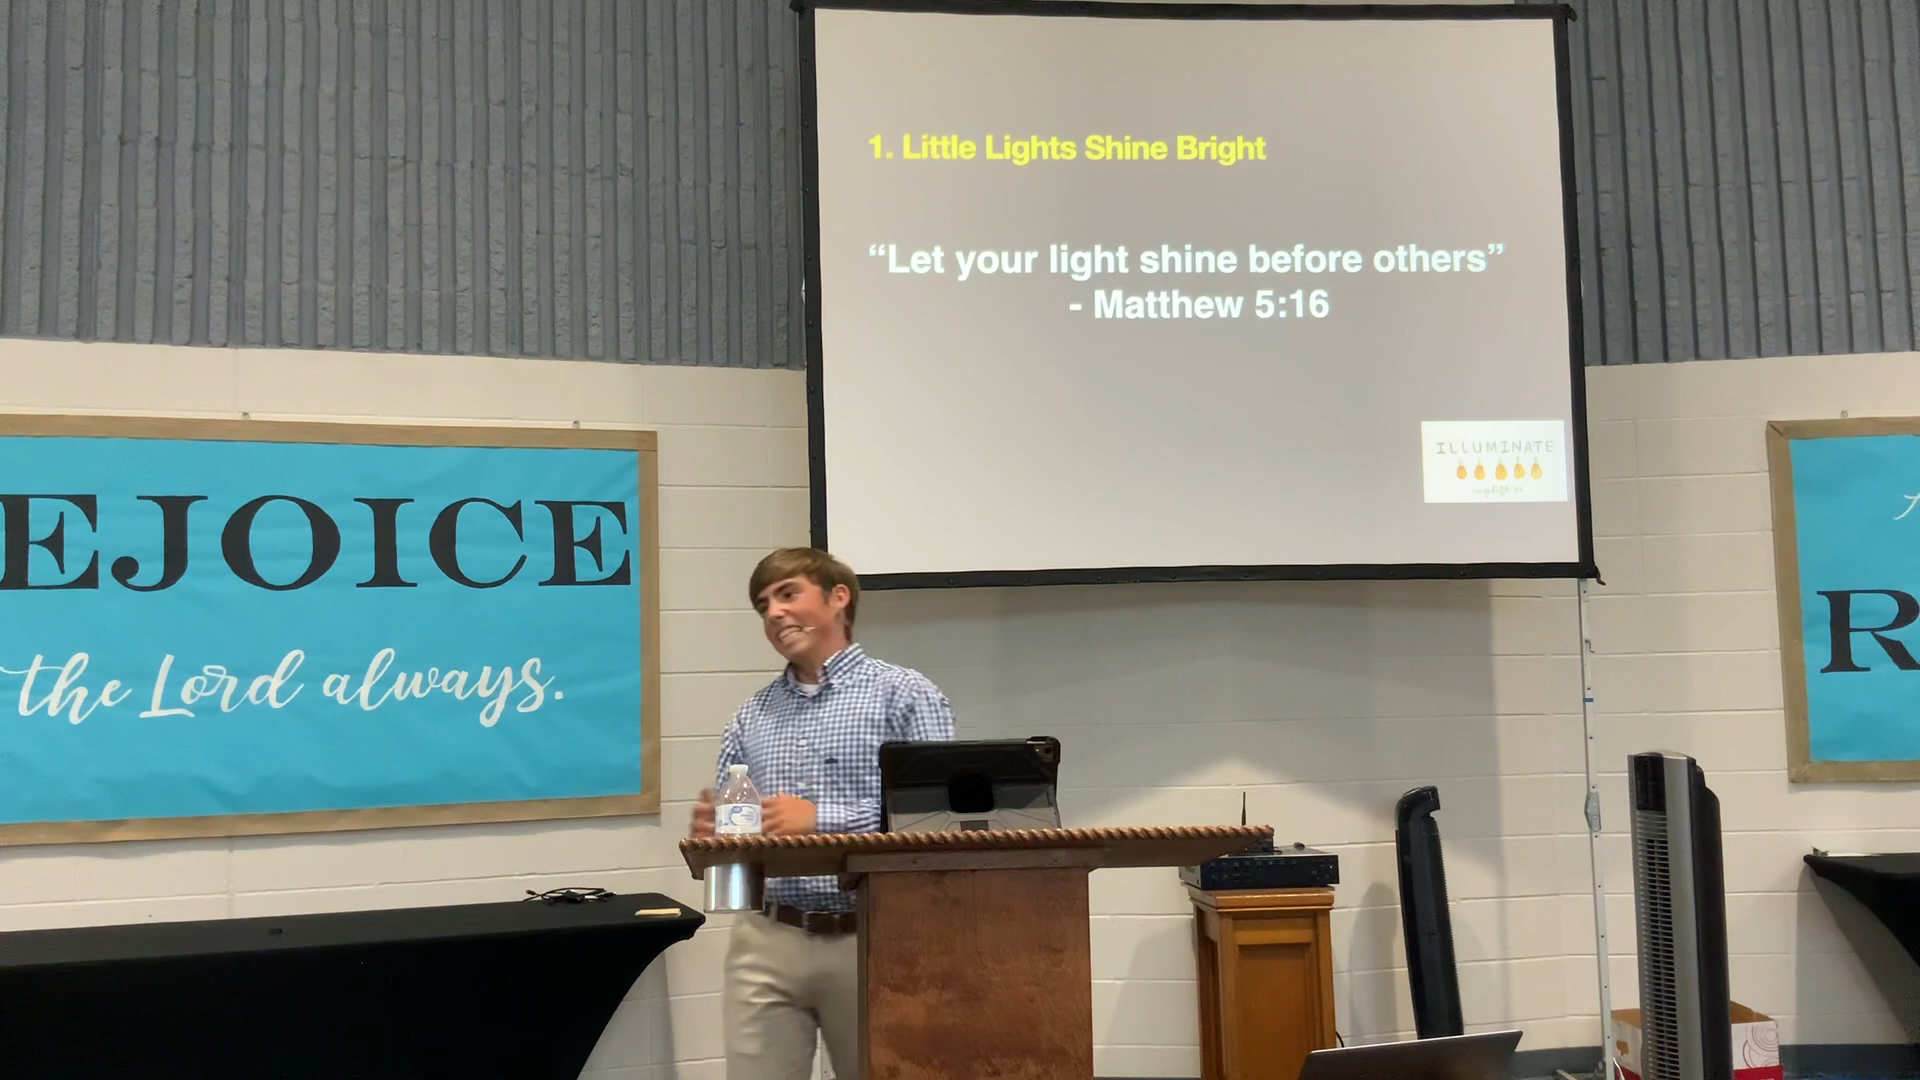 1. Little Lights Shine Bright
“Let your light shine before others”
- Matthew 5:16
ILLUMINATE
EJOICE
the Lord always.
R